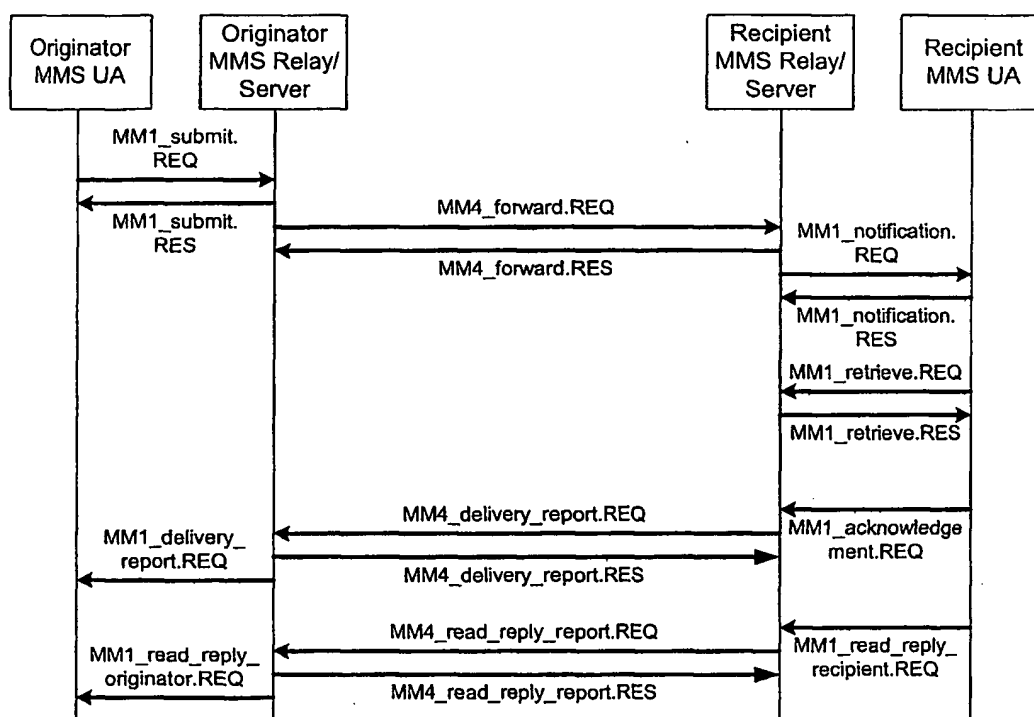 Originator
MMS UA
Originator
MMS Relay/
Server
Recipient
MMS Relay/
Server
Recipient
MMS UA
MM1_submit.
REQ
MM1_submit.
RES
MM4_forward.REQ
MM4_forward.RES
MM1_notification.
REQ
MM1_notification.
RES
MM1_retrieve.REQ
MM1_retrieve.RES
MM1_acknowledge
ment.REQ
MM4_delivery_report.REQ
MM4_delivery_report.RES
MM1_delivery_
report.REQ
MM1_read_reply_
recipient.REQ
MM4_read_reply_report.REQ
MM4_read_reply_report.RES
MM1_read_reply_
originator.REQ